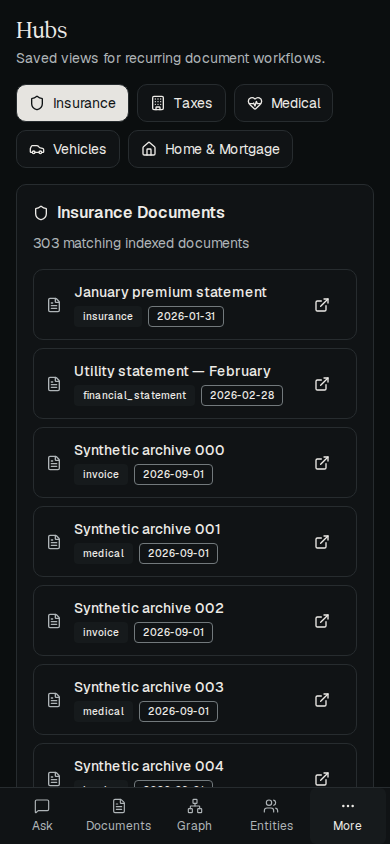 Hubs
Saved views for recurring document workflows.
Insurance
Taxes
Medical
Vehicles
Home & Mortgage
Insurance Documents
303 matching indexed documents
January premium statement
insurance 2026-01-31
Utility statement — February
financial_statement 2026-02-28
Synthetic archive 000
invoice 2026-09-01
Synthetic archive 001
medical 2026-09-01
Synthetic archive 002
invoice 2026-09-01
Synthetic archive 003
medical 2026-09-01
Synthetic archive 004
Ask
Documents
Graph
Entities
More